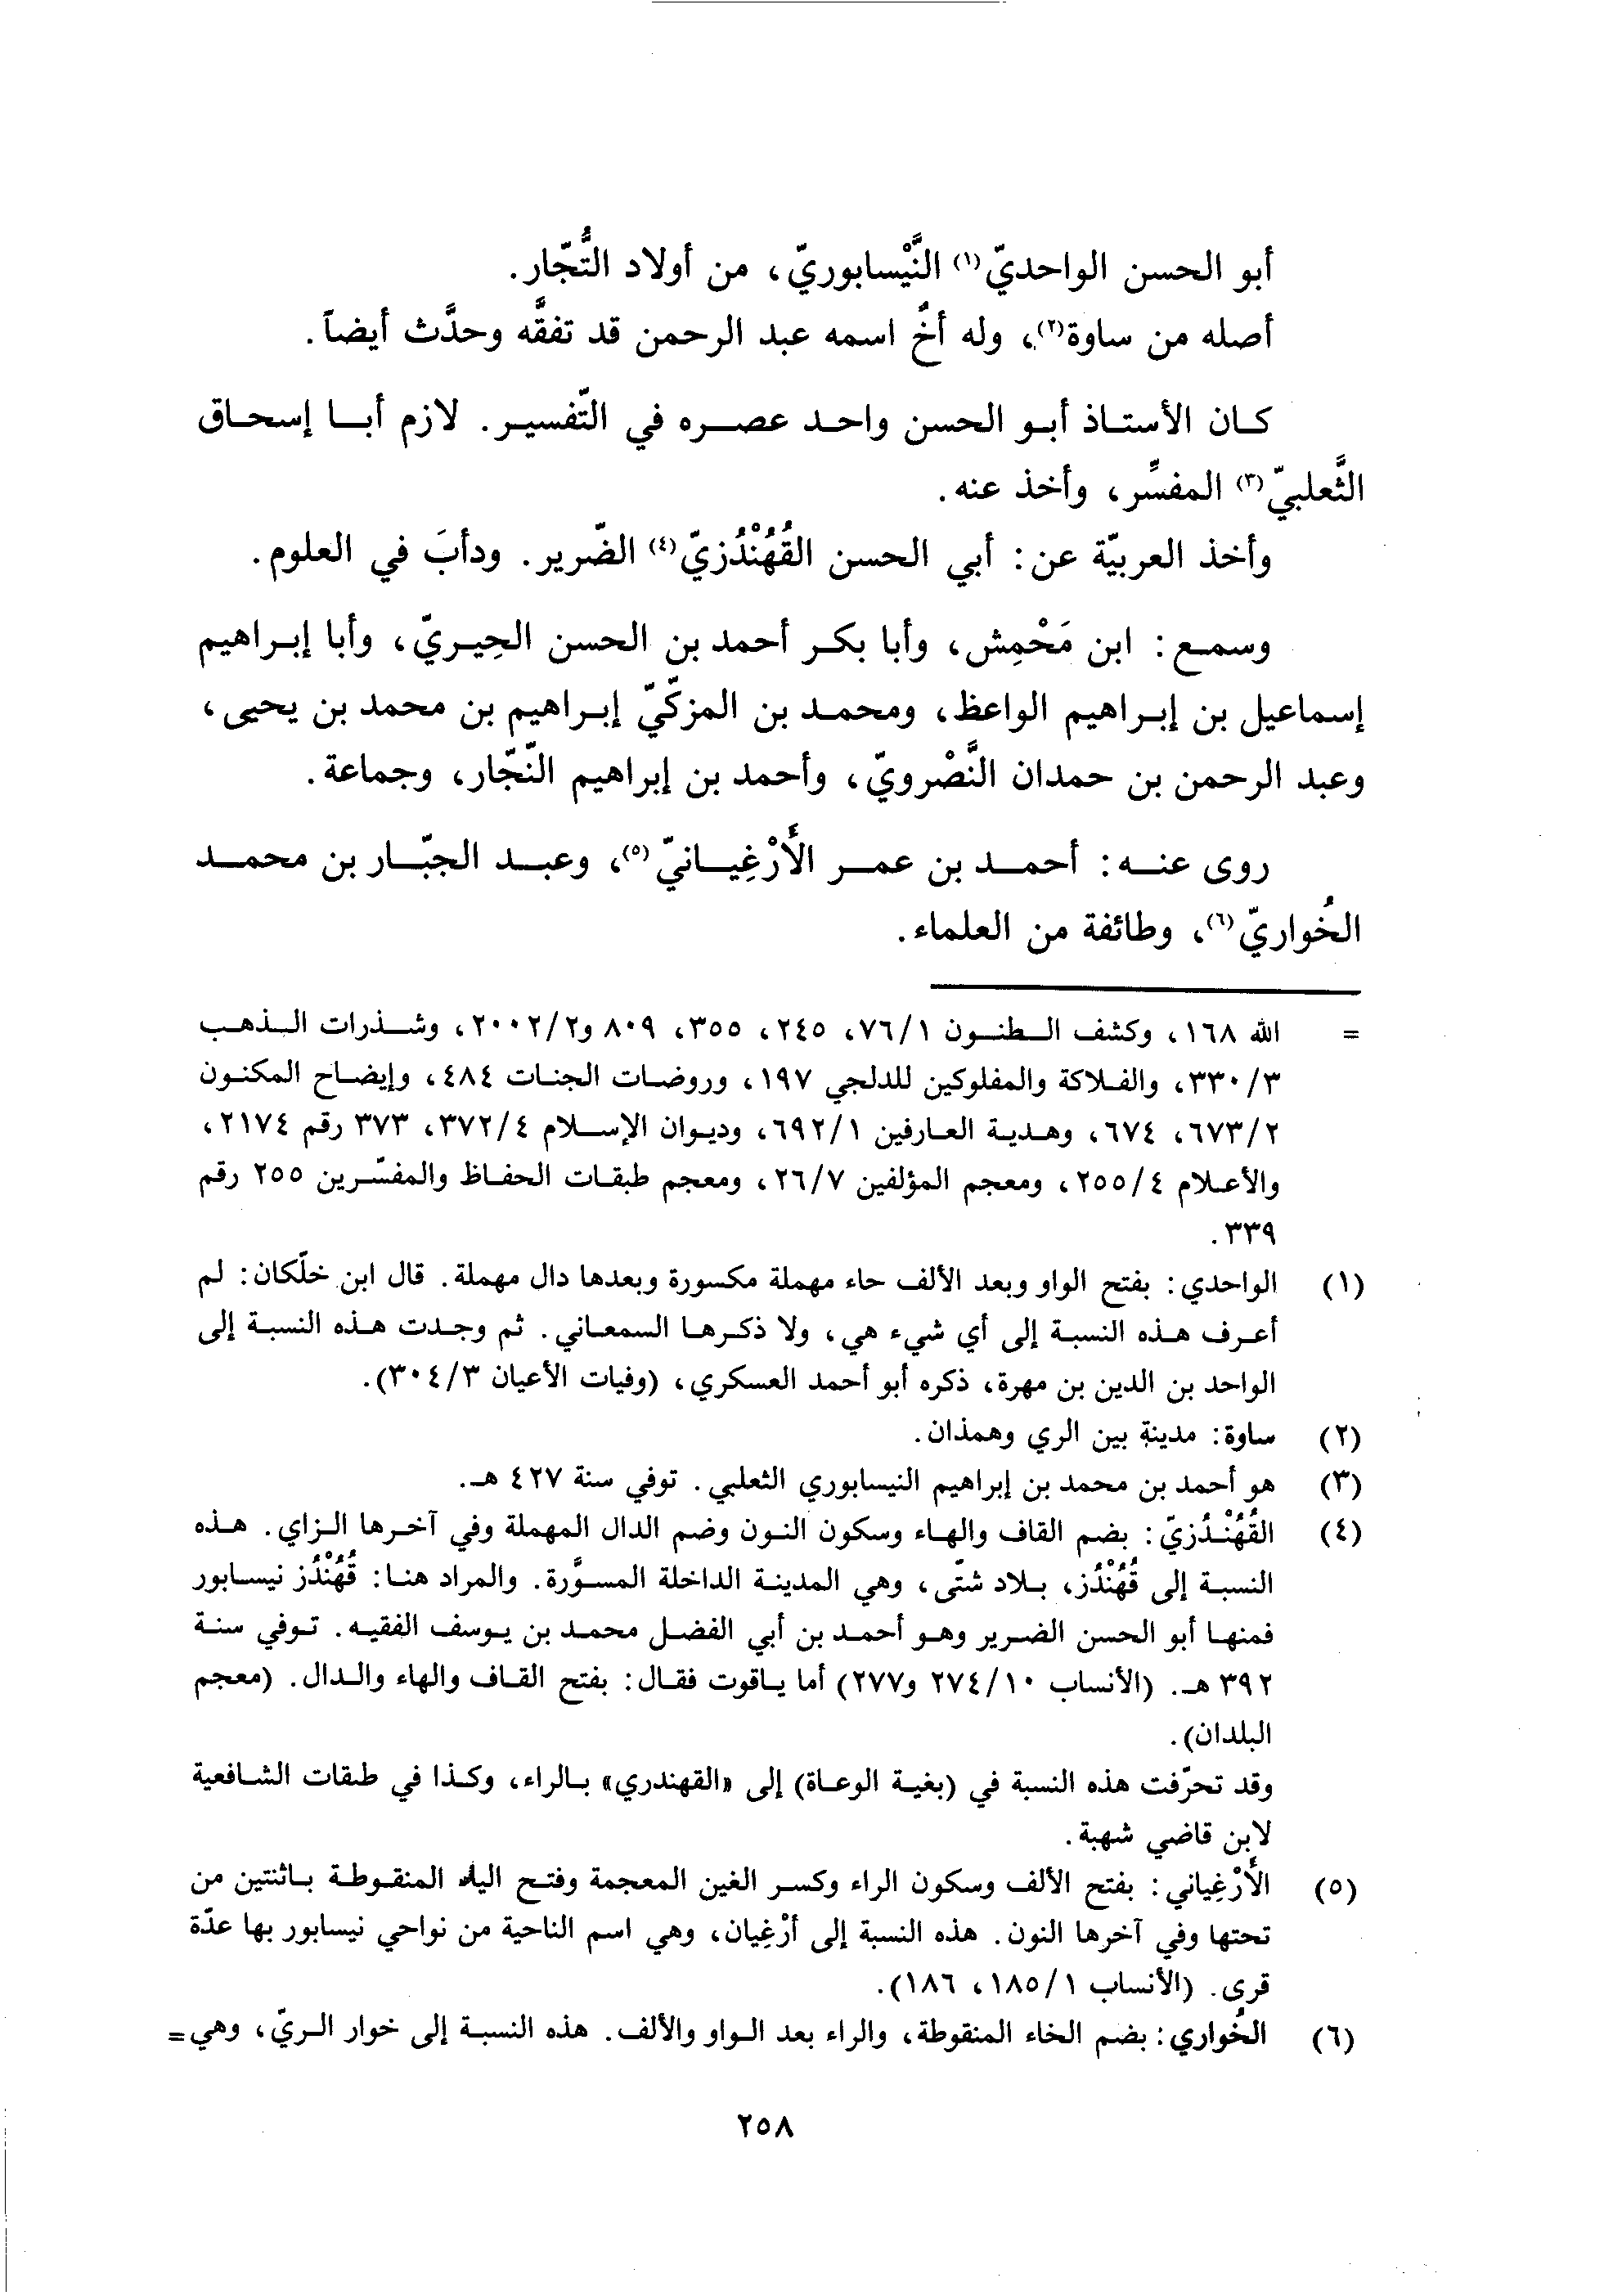 أبو الحسن الواحديّ(١) النَّيْسابوريّ، من أولاد التُّجّار.
أصله من ساوة(٢)، وله أخٌ اسمه عبد الرحمن قد تفقَّه وحدَّث أيضاً.
كان الأستاذ أبو الحسن واحد عصره في التّفسير. لازم أبا إسحاق
الثَّعلبيّ(٣) المفسِّر، وأخذ عنه.
وأخذ العربيّة عن: أبي الحسن القُهُنْدُزيّ(٤) الضّرير. ودأبَ في العلوم.
وسمع: ابن مَحْمِش، وأبا بكر أحمد بن الحسن الحِيريّ، وأبا إبراهيم
إسماعيل بن إبراهيم الواعظ، ومحمد بن المزكّيّ إبراهيم بن محمد بن يحيى،
وعبد الرحمن بن حمدان النَّصْرويّ، وأحمد بن إبراهيم النّجّار، وجماعة.
روى عنه: أحمد بن عمر الأَرْغِيانيّ(٥)، وعبد الجبّار بن محمد
الخُواريّ(٦)، وطائفة من العلماء.
= الله ١٦٨، وكشف الطنون ٧٦/١، ٢٤٥، ٣٥٥، ٨٠٩ و٢٠٠٢/٢، وشذرات الذهب
٣٣٠/٣، والفلاكة والمفلوكين للدلجي ١٩٧، وروضات الجنات ٤٨٤، وإيضاح المكنون
٦٧٣/٢، ٦٧٤، وهدية العارفين ٦٩٢/١، وديوان الإسلام ٣٧٢/٤، ٣٧٣ رقم ٢١٧٤،
والأعلام ٢٥٥/٤، ومعجم المؤلفين ٢٦/٧، ومعجم طبقات الحفاظ والمفسّرين ٢٥٥ رقم
٣٣٩.
(١) الواحدي: بفتح الواو وبعد الألف حاء مهملة مكسورة وبعدها دال مهملة. قال ابن خلّكان: لم
أعرف هذه النسبة إلى أي شيء هي، ولا ذكرها السمعاني. ثم وجدت هذه النسبة إلى
الواحد بن الدين بن مهرة، ذكره أبو أحمد العسكري، (وفيات الأعيان ٣٠٤/٣).
(٢) ساوة: مدينة بين الري وهمذان.
(٣) هو أحمد بن محمد بن إبراهيم النيسابوري الثعلبي. توفي سنة ٤٢٧ هـ.
(٤) القُهُنْدُزيّ: بضم القاف والهاء وسكون النون وضم الدال المهملة وفي آخرها الزاي. هذه
النسبة إلى قُهُنْدُز، بلاد شتّى، وهي المدينة الداخلة المسوَّرة. والمراد هنا: قُهُنْدُز نيسابور
فمنها أبو الحسن الضرير وهو أحمد بن أبي الفضل محمد بن يوسف الفقيه. توفي سنة
٣٩٢ هـ. (الأنساب ٢٧٤/١٠ و٢٧٧) أما ياقوت فقال: بفتح القاف والهاء والدال. (معجم
البلدان).
وقد تحرّفت هذه النسبة في (بغية الوعاة) إلى «القهندري» بالراء، وكذا في طبقات الشافعية
لابن قاضي شهبة.
(٥) الأَرْغِياني: بفتح الألف وسكون الراء وكسر الغين المعجمة وفتح الياء المنقوطة باثنتين من
تحتها وفي آخرها النون. هذه النسبة إلى أرْغِيان، وهي اسم الناحية من نواحي نيسابور بها عدّة
قرى. (الأنساب ١٨٥/١، ١٨٦).
(٦) الخُواري: بضم الخاء المنقوطة، والراء بعد الواو والألف. هذه النسبة إلى خوار الريّ، وهي =
٢٥٨